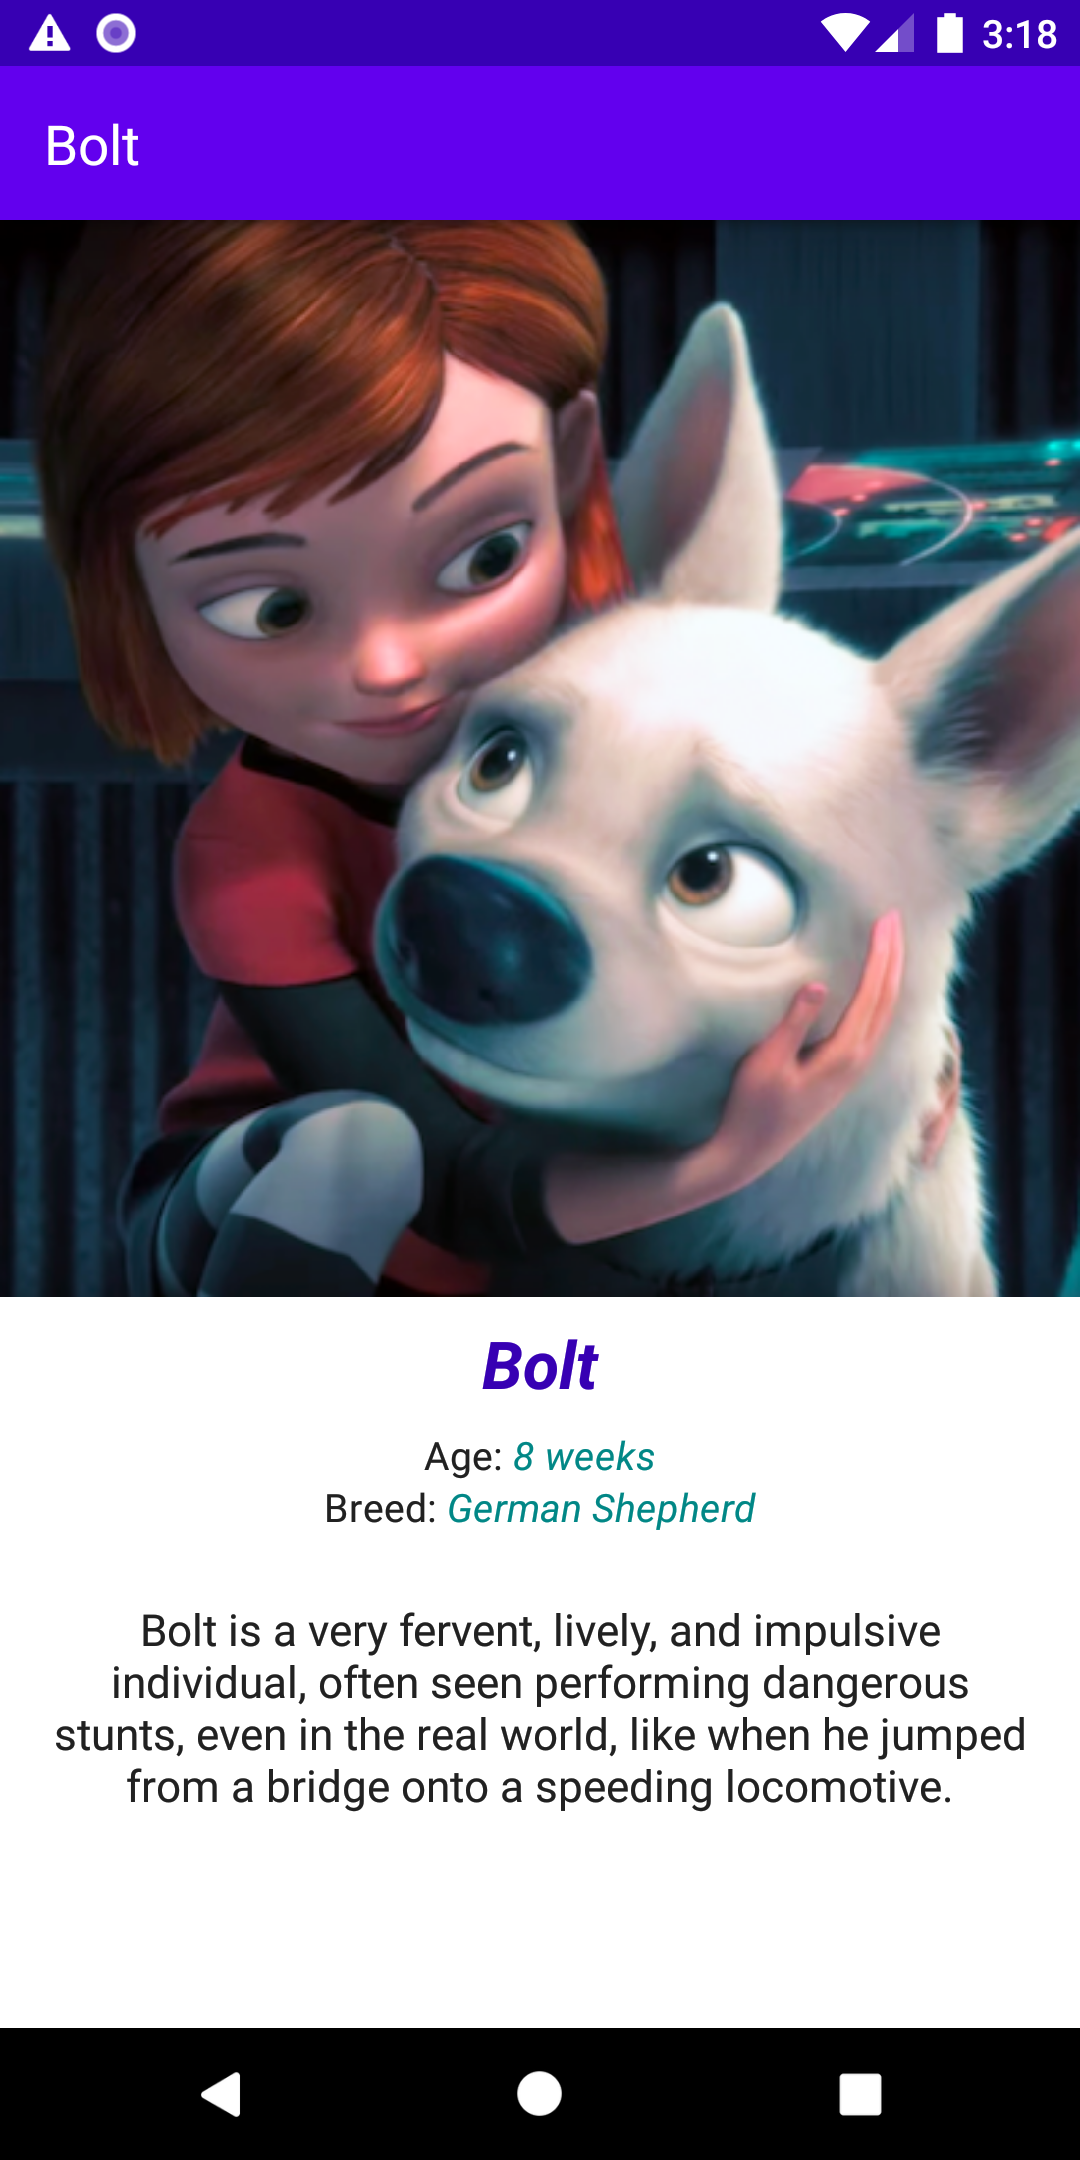 3:18
Bolt
Bolt
Age: 8 weeks
Breed: German Shepherd
Bolt is a very fervent, lively, and impulsive
individual, often seen performing dangerous
stunts, even in the real world, like when he jumped
from a bridge onto a speeding locomotive.